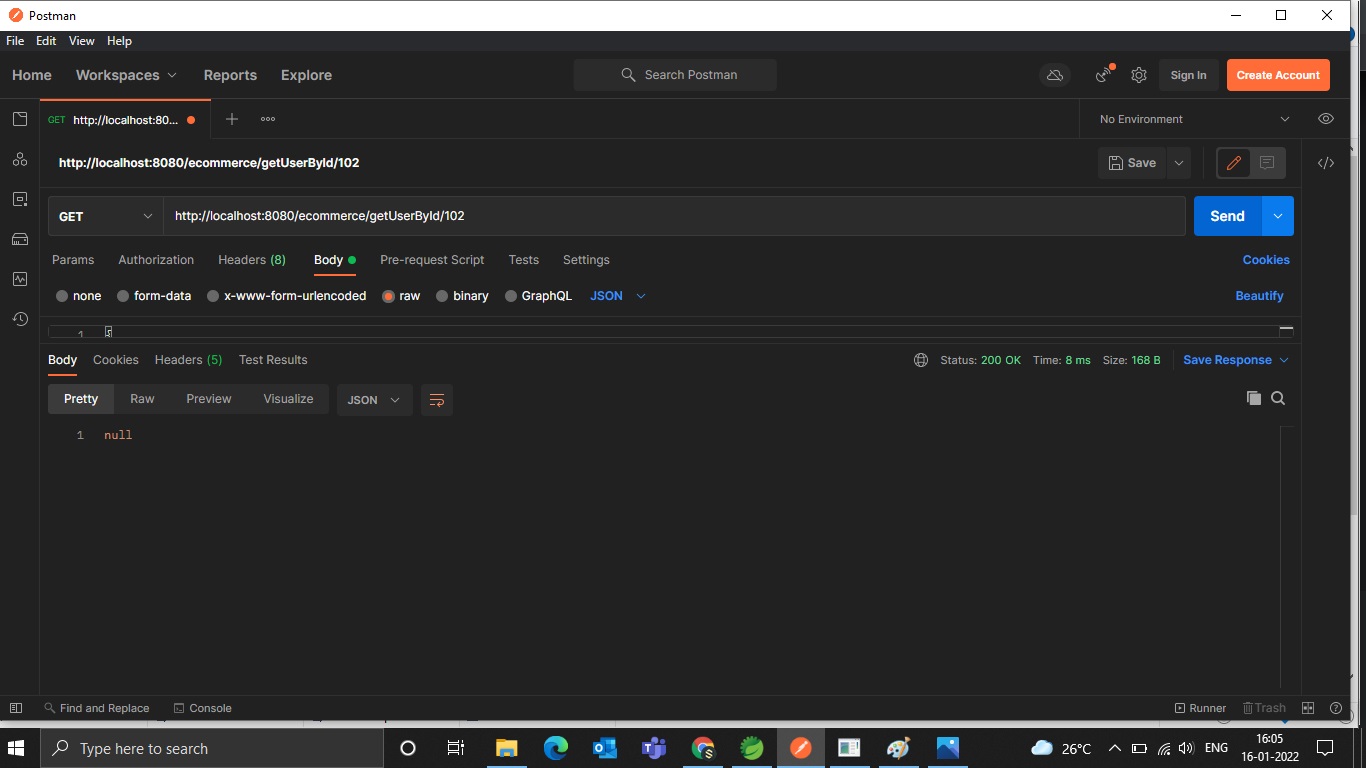 Postman
File Edit View Help
Home Workspaces Reports Explore Search Postman Sign In Create Account
GET http://localhost:80... No Environment
http://localhost:8080/ecommerce/getUserById/102 Save
GET http://localhost:8080/ecommerce/getUserById/102 Send
Params Authorization Headers (8) Body Pre-request Script Tests Settings Cookies
none form-data x-www-form-urlencoded raw binary GraphQL JSON Beautify
1 {
Body Cookies Headers (5) Test Results Status: 200 OK Time: 8 ms Size: 168 B Save Response
Pretty Raw Preview Visualize JSON
1 null
Find and Replace Console Runner Trash
Type here to search 26°C ENG 16:05
16-01-2022